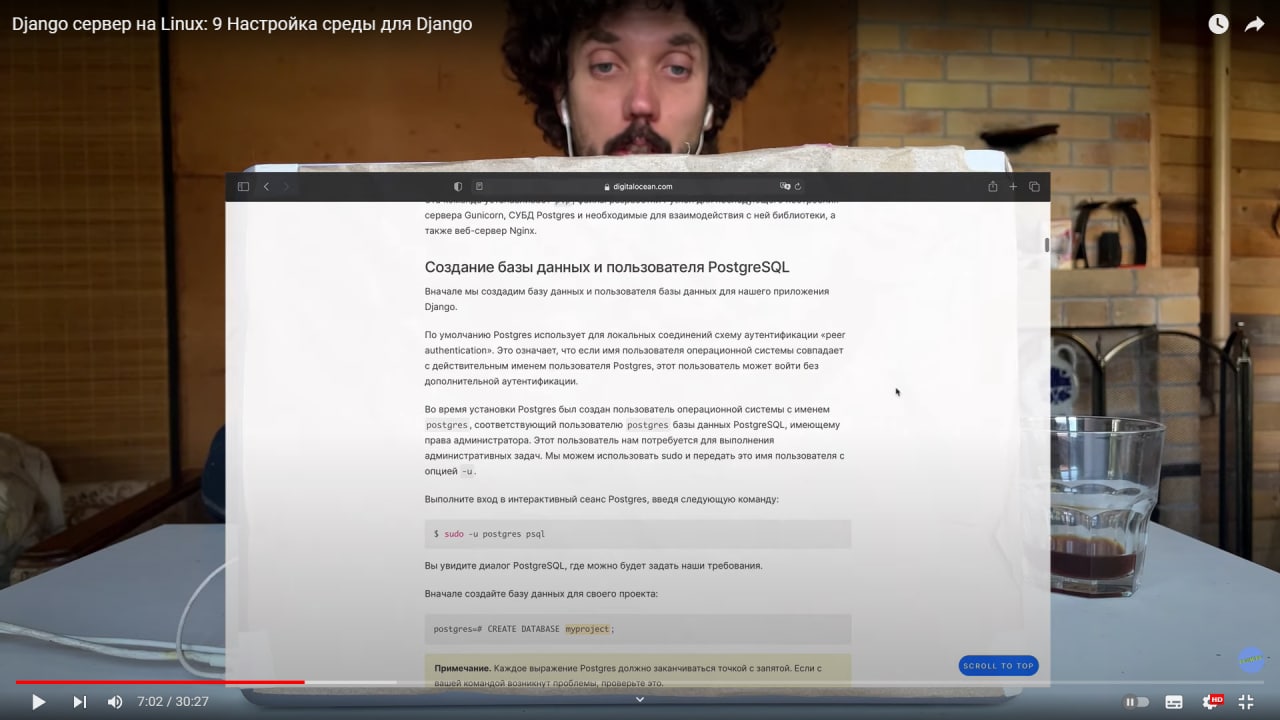 Django сервер на Linux: 9 Настройка среды для Django
digitalocean.com
сервера Gunicorn, СУБД Postgres и необходимые для взаимодействия с ней библиотеки, а
также веб-сервер Nginx.
Создание базы данных и пользователя PostgreSQL
Вначале мы создадим базу данных и пользователя базы данных для нашего приложения
Django.
По умолчанию Postgres использует для локальных соединений схему аутентификации «peer
authentication». Это означает, что если имя пользователя операционной системы совпадает
с действительным именем пользователя Postgres, этот пользователь может войти без
дополнительной аутентификации.
Во время установки Postgres был создан пользователь операционной системы с именем
postgres, соответствующий пользователю postgres базы данных PostgreSQL, имеющему
права администратора. Этот пользователь нам потребуется для выполнения
административных задач. Мы можем использовать sudo и передать это имя пользователя с
опцией -u.
Выполните вход в интерактивный сеанс Postgres, введя следующую команду:
$ sudo -u postgres psql
Вы увидите диалог PostgreSQL, где можно будет задать наши требования.
Вначале создайте базу данных для своего проекта:
postgres=# CREATE DATABASE myproject;
Примечание. Каждое выражение Postgres должно заканчиваться точкой с запятой. Если с
вашей командой возникнут проблемы, проверьте это.
SCROLL TO TOP
7:02 / 30:27
HD